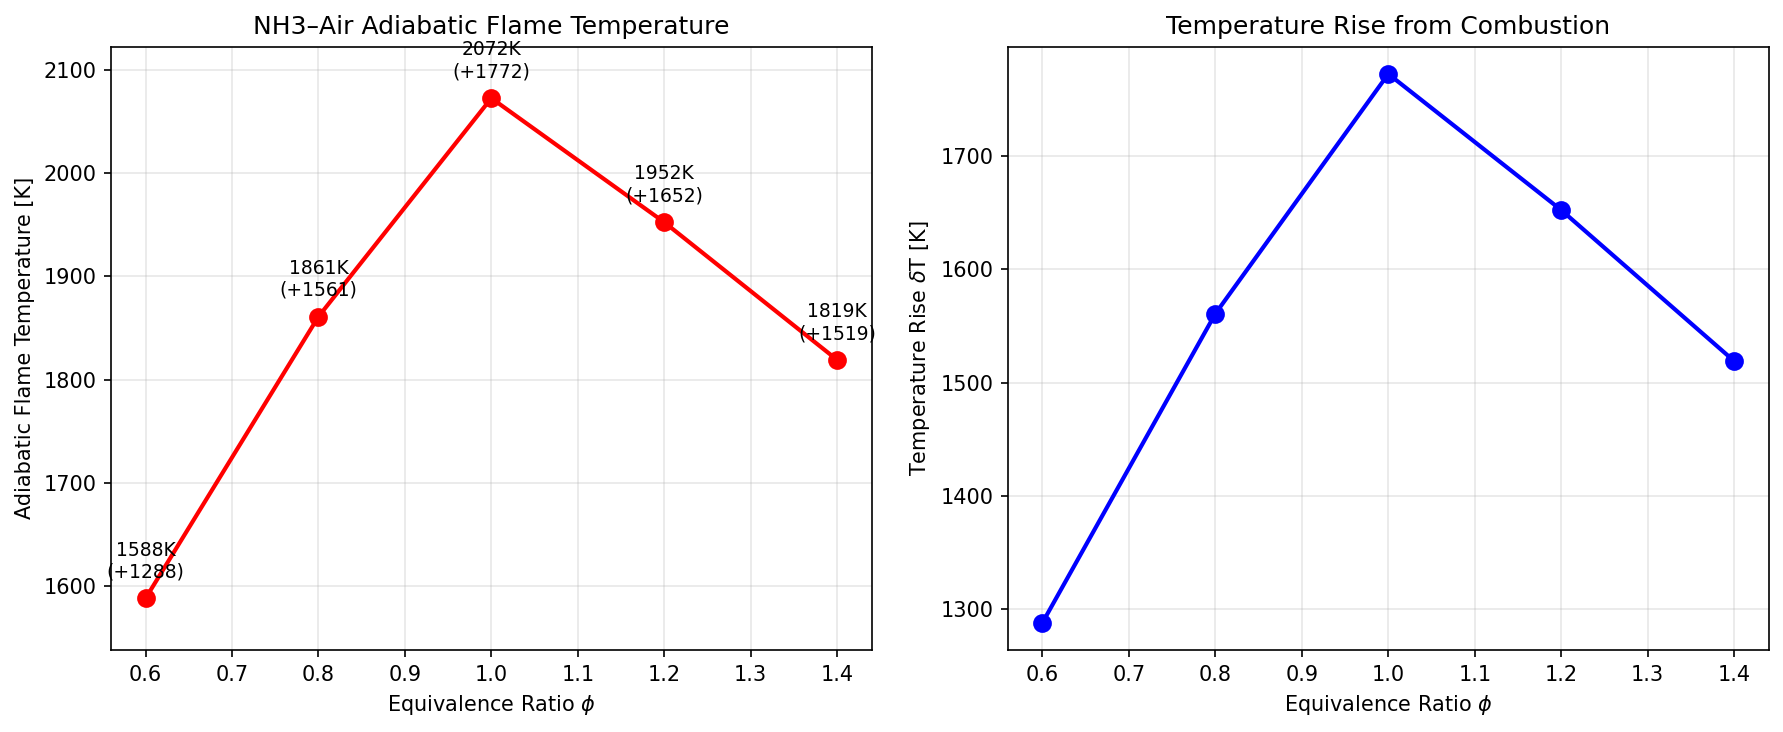 NH3–Air Adiabatic Flame Temperature
2072K
(+1772)
1952K
(+1652)
1861K
(+1561)
1819K
(+1519)
1588K
(+1288)
Adiabatic Flame Temperature [K]
2100
2000
1900
1800
1700
1600
0.6 0.7 0.8 0.9 1.0 1.1 1.2 1.3 1.4
Equivalence Ratio ϕ
Temperature Rise from Combustion
Temperature Rise δT [K]
1700
1600
1500
1400
1300
0.6 0.7 0.8 0.9 1.0 1.1 1.2 1.3 1.4
Equivalence Ratio ϕ